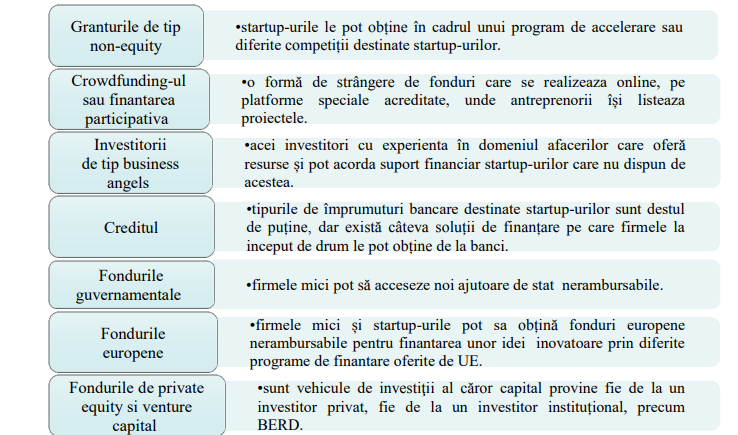 Granturile de tip
non-equity
•startup-urile le pot obține în cadrul unui program de accelerare sau
diferite competiții destinate startup-urilor.
Crowdfunding-ul
sau finantarea
participativa
•o formă de strângere de fonduri care se realizeaza online, pe
platforme speciale acreditate, unde antreprenorii își listeaza
proiectele.
Investitorii
de tip business
angels
•acei investitori cu experienta în domeniul afacerilor care oferă
resurse și pot acorda suport financiar startup-urilor care nu dispun de
acestea.
Creditul
•tipurile de împrumuturi bancare destinate startup-urilor sunt destul
de puține, dar există câteva soluții de finanțare pe care firmele la
inceput de drum le pot obține de la banci.
Fondurile
guvernamentale
•firmele mici pot să acceseze noi ajutoare de stat nerambursabile.
Fondurile
europene
•firmele mici și startup-urile pot sa obțină fonduri europene
nerambursabile pentru finantarea unor idei inovatoare prin diferite
programe de finantare oferite de UE.
Fondurile de private
equity si venture
capital
•sunt vehicule de investiții al căror capital provine fie de la un
investitor privat, fie de la un investitor instituțional, precum
BERD.